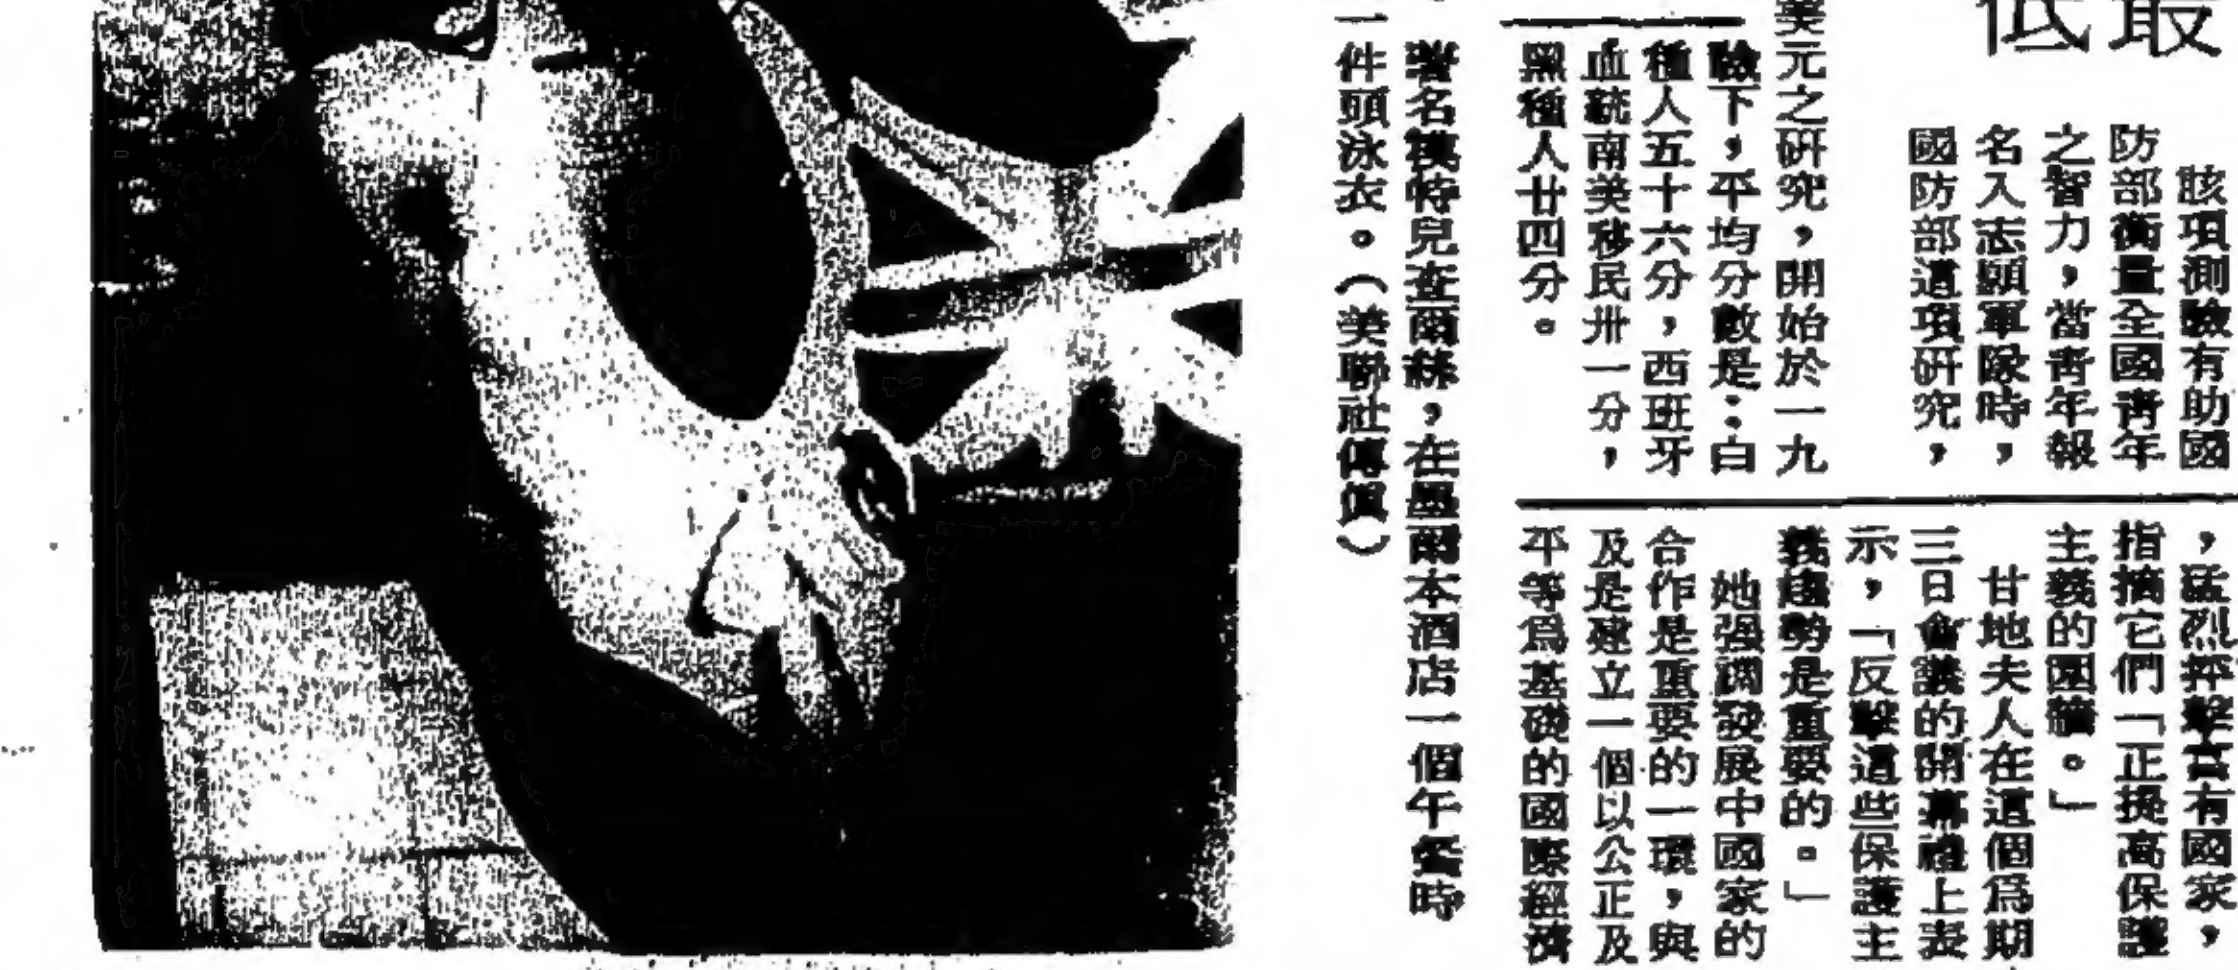 最
低
該項測驗有助國
防部衡量全國青年
之智力，當青年報
名入志願軍隊時，
國防部這項研究，
美元之研究，開始於一九
驗下，平均分數是：白
種人五十六分，西班牙
血統南美移民卅一分，
黑種人廿四分。
，猛烈抨擊富有國家，
指摘它們「正提高保護
主義的圍牆。」
甘地夫人在這個爲期
三日會議的開幕禮上表
示，「反擊這些保護主
義趨勢是重要的。」
她强調發展中國家的
合作是重要的一環，與
及是建立一個以公正及
平等爲基礎的國際經濟
著名模特兒查爾絲，在墨爾本酒店一個午餐時
一件頭泳衣。（美聯社傳眞）